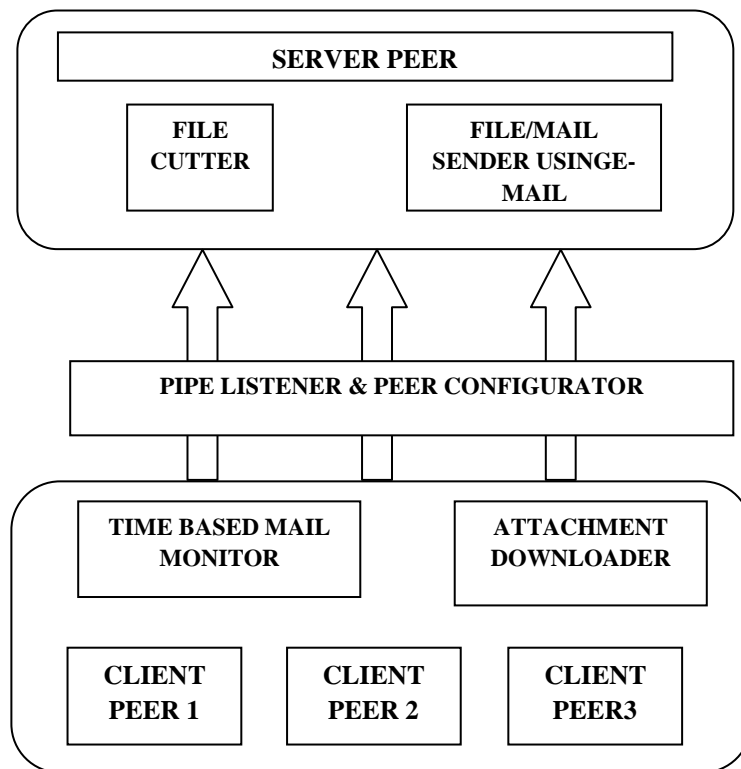 SERVER PEER
FILE
CUTTER
FILE/MAIL
SENDER USINGE-
MAIL
PIPE LISTENER & PEER CONFIGURATOR
TIME BASED MAIL
MONITOR
ATTACHMENT
DOWNLOADER
CLIENT
PEER 1
CLIENT
PEER 2
CLIENT
PEER3